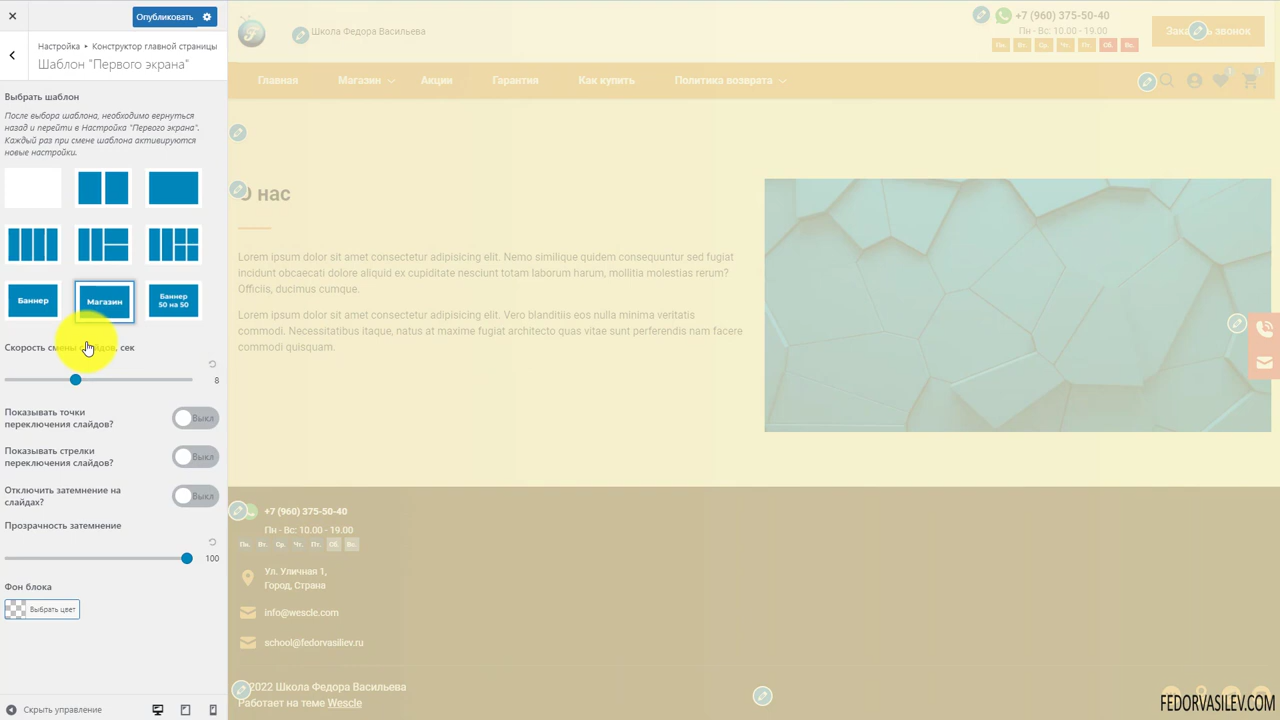 Опубликовать
Настройка ▸ Конструктор главной страницы
Шаблон "Первого экрана"
Выбрать шаблон
После выбора шаблона, необходимо вернуться
назад и перейти в Настройка "Первого экрана".
Каждый раз при смене шаблона активируются
новые настройки.
Баннер
Магазин
Баннер
50 на 50
Скорость смены слайдов, сек
8
Показывать точки
переключения слайдов?
Выкл
Показывать стрелки
переключения слайдов?
Выкл
Отключить затемнение на
слайдах?
Выкл
Прозрачность затемнение
100
Фон блока
Выбрать цвет
Скрыть управление
Школа Федора Васильева
+7 (960) 375-50-40
Пн - Вс: 10.00 - 19.00
Пн. Вт. Ср. Чт. Пт. Сб. Вс.
Заказать звонок
Главная Магазин Акции Гарантия Как купить Политика возврата
О нас
Lorem ipsum dolor sit amet consectetur adipisicing elit. Nemo similique quidem consequuntur sed fugiat
incidunt obcaecati dolore aliquid ex cupiditate nesciunt totam laborum harum, mollitia molestias rerum?
Officiis, ducimus cumque.
Lorem ipsum dolor sit amet consectetur adipisicing elit. Vero blanditiis eos nulla minima veritatis
commodi. Necessitatibus itaque, natus at maxime fugiat architecto quas vitae sunt perferendis nam facere
commodi quisquam.
+7 (960) 375-50-40
Пн - Вс: 10.00 - 19.00
Пн. Вт. Ср. Чт. Пт. Сб. Вс.
Ул. Уличная 1,
Город, Страна
info@wescle.com
school@fedorvasiliev.ru
2022 Школа Федора Васильева
Работает на теме Wescle
FEDORVASILEV.COM